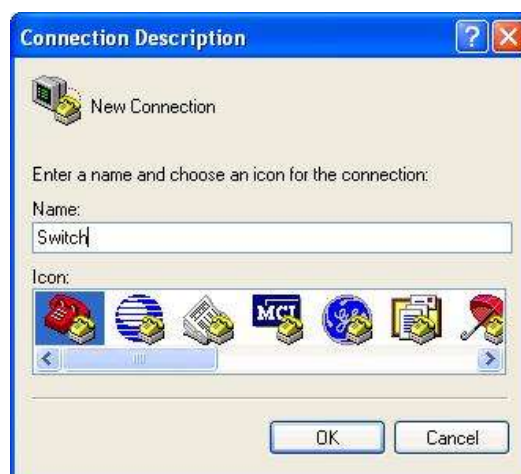 Connection Description
New Connection
Enter a name and choose an icon for the connection:
Name:
Switch
Icon:
MCI
OK
Cancel